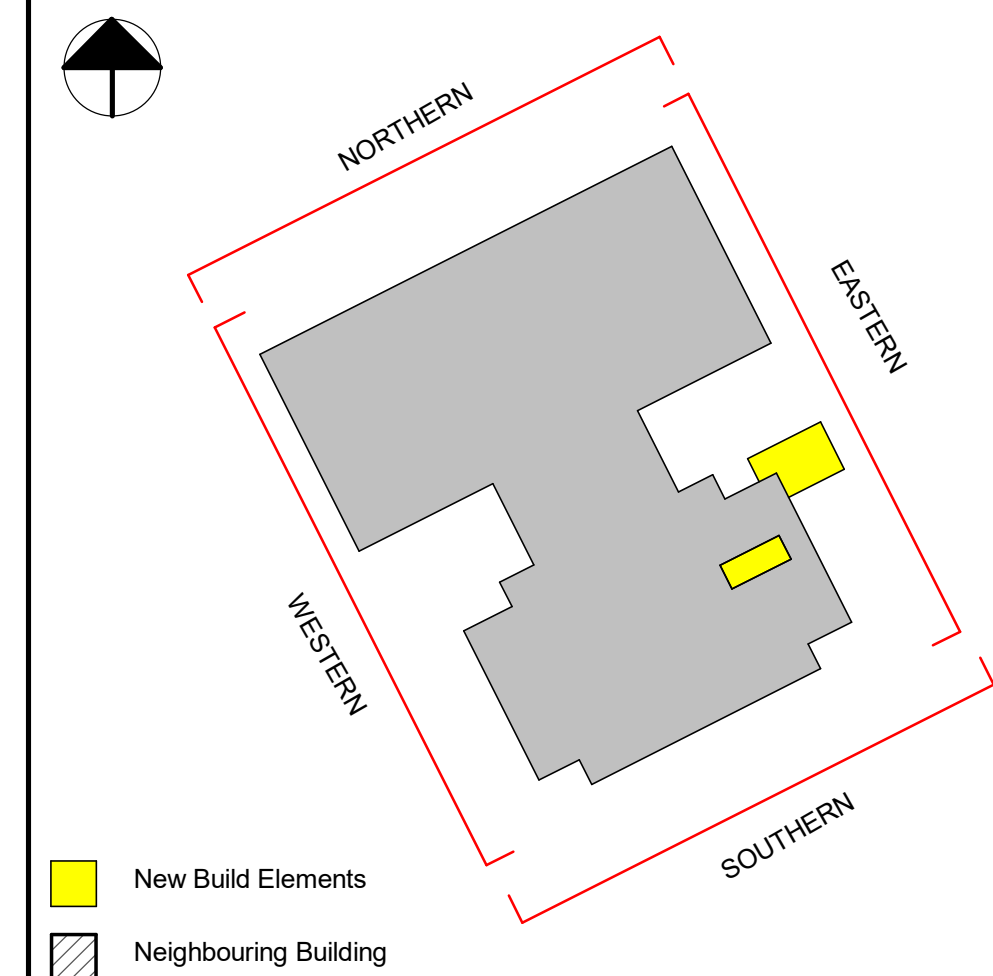 NORTHERN
EASTERN
WESTERN
SOUTHERN
New Build Elements
Neighbouring Building